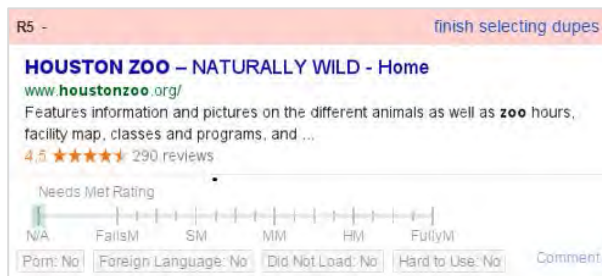 R5 - finish selecting dupes
HOUSTON ZOO – NATURALLY WILD - Home
www.houstonzoo.org/
Features information and pictures on the different animals as well as zoo hours,
facility map, classes and programs, and ...
4.5 ★★★★★ 290 reviews
Needs Met Rating
N/A FailsM SM MM HM FullyM
Porn: No Foreign Language: No Did Not Load: No Hard to Use: No Comment